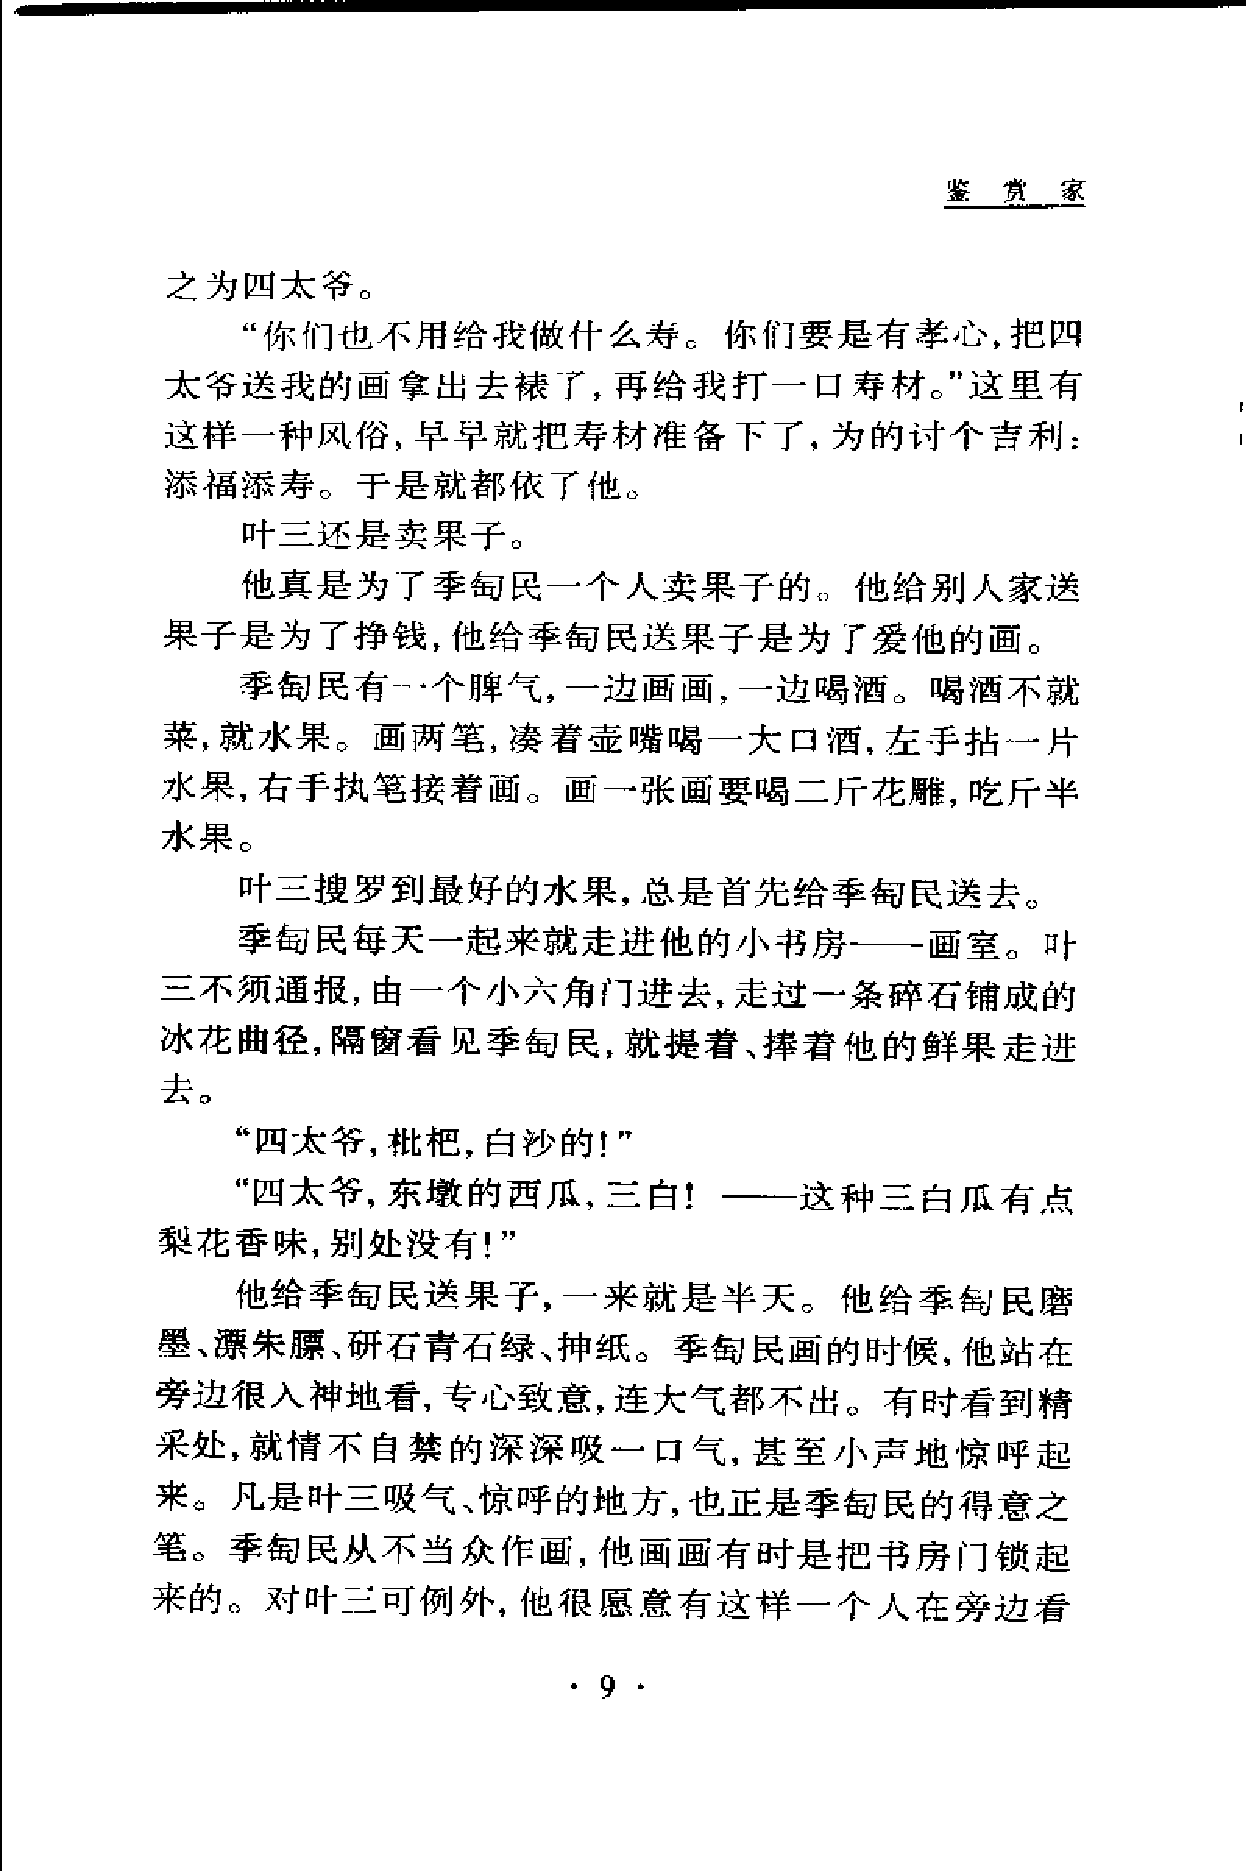 鉴赏家
之为四太爷。
“你们也不用给我做什么寿。你们要是有孝心,把四
太爷送我的画拿出去裱了,再给我打一口寿材。”这里有
这样一种风俗,早早就把寿材准备下了,为的讨个吉利:
添福添寿。于是就都依了他。
叶三还是卖果子。
他真是为了季匋民一个人卖果子的。他给别人家送
果子是为了挣钱,他给季匋民送果子是为了爱他的画。
季匋民有一个脾气,一边画画,一边喝酒。喝酒不就
菜,就水果。画两笔,凑着壶嘴喝一大口酒,左手拈一片
水果,右手执笔接着画。画一张画要喝二斤花雕,吃斤半
水果。
叶三搜罗到最好的水果,总是首先给季匋民送去。
季匋民每天一起来就走进他的小书房——画室。叶
三不须通报,由一个小六角门进去,走过一条碎石铺成的
冰花曲径,隔窗看见季匋民,就提着、捧着他的鲜果走进
去。
“四太爷,枇杷,白沙的!”
“四太爷,东墩的西瓜,三白!——这种三白瓜有点
梨花香味,别处没有!”
他给季匋民送果子,一来就是半天。他给季匋民磨
墨、漂朱膘、研石青石绿、抻纸。季匋民画的时候,他站在
旁边很入神地看,专心致意,连大气都不出。有时看到精
采处,就情不自禁的深深吸一口气,甚至小声地惊呼起
来。凡是叶三吸气、惊呼的地方,也正是季匋民的得意之
笔。季匋民从不当众作画,他画画有时是把书房门锁起
来的。对叶三可例外,他很愿意有这样一个人在旁边看
· 9 ·